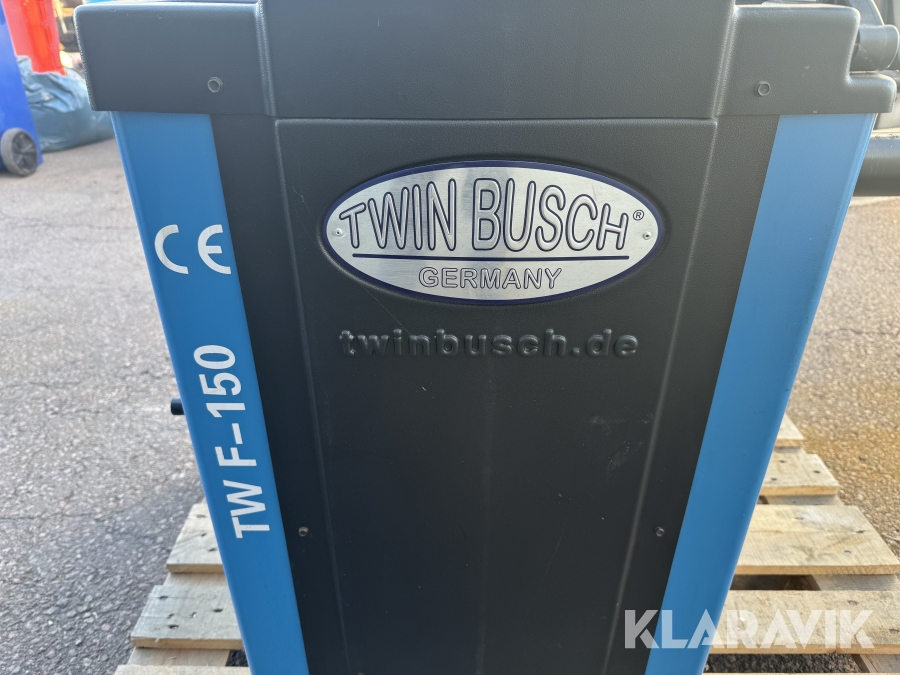 TWIN BUSCH®
GERMANY
twinbusch.de
CE
TW F-150
KLARAVIK